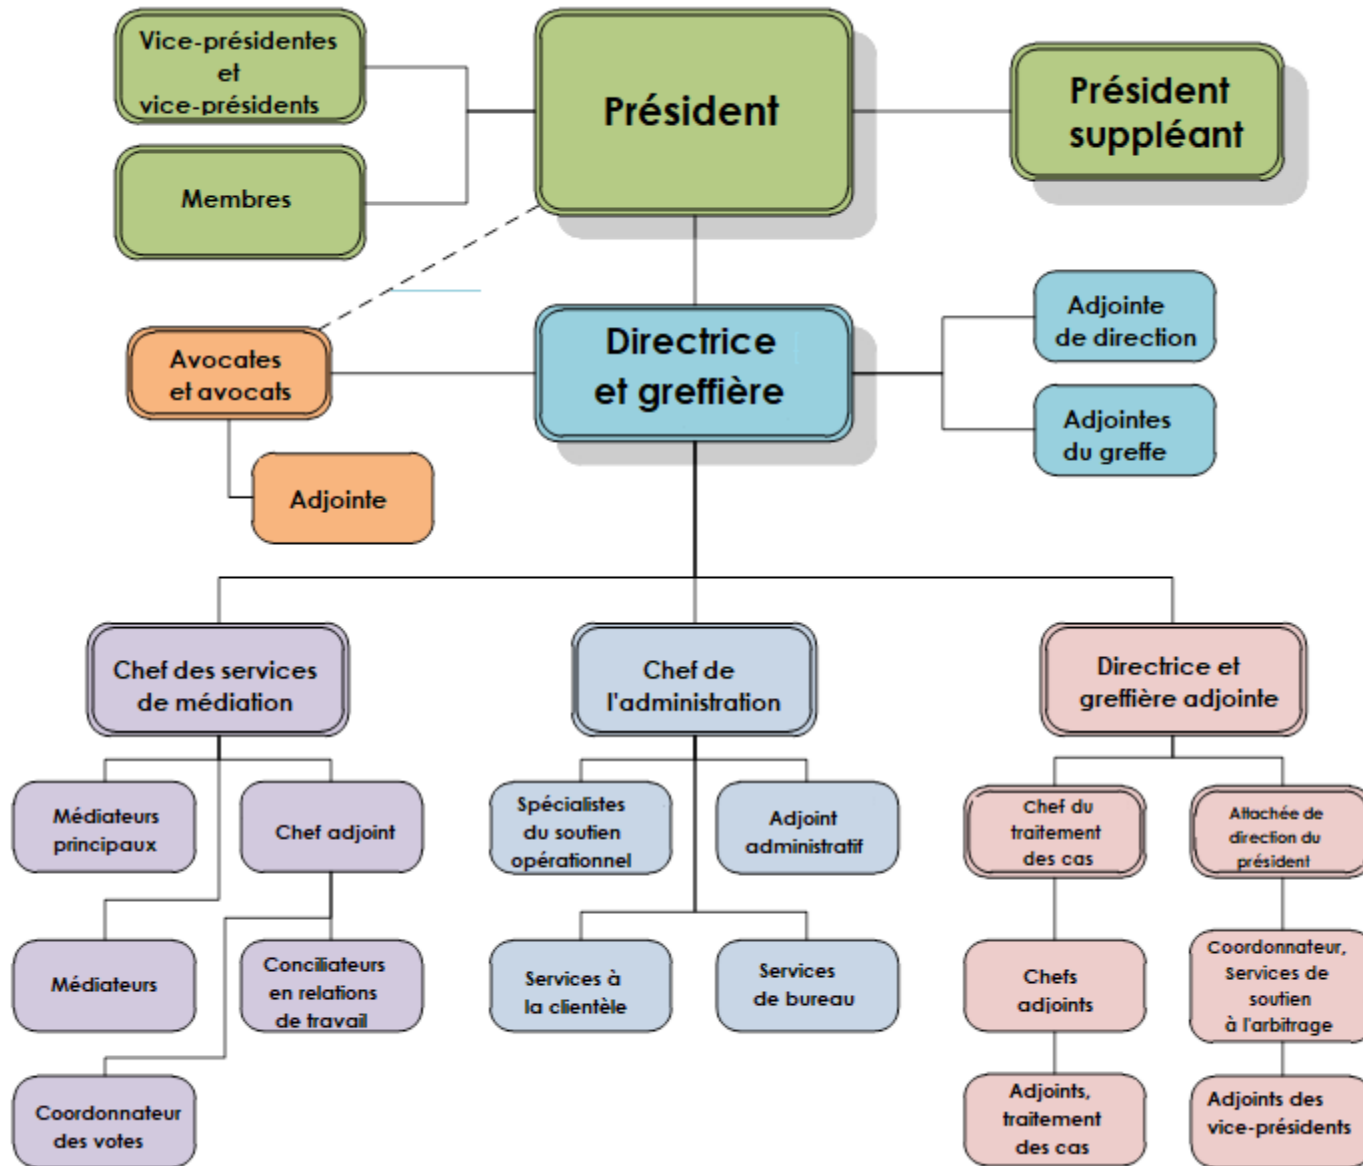 Vice-présidentes
et
vice-présidents
Président
Président
suppléant
Membres
Directrice
et greffière
Adjointe
de direction
Avocates
et avocats
Adjointes
du greffe
Adjointe
Chef des services
de médiation
Chef de
l'administration
Directrice et
greffière adjointe
Médiateurs
principaux
Chef adjoint
Spécialistes
du soutien
opérationnel
Adjoint
administratif
Chef du
traitement
des cas
Attachée de
direction du
président
Médiateurs
Conciliateurs
en relations
de travail
Services à
la clientèle
Services
de bureau
Chefs
adjoints
Coordonnateur,
Services de
soutien
à l'arbitrage
Coordonnateur
des votes
Adjoints,
traitement
des cas
Adjoints des
vice-présidents